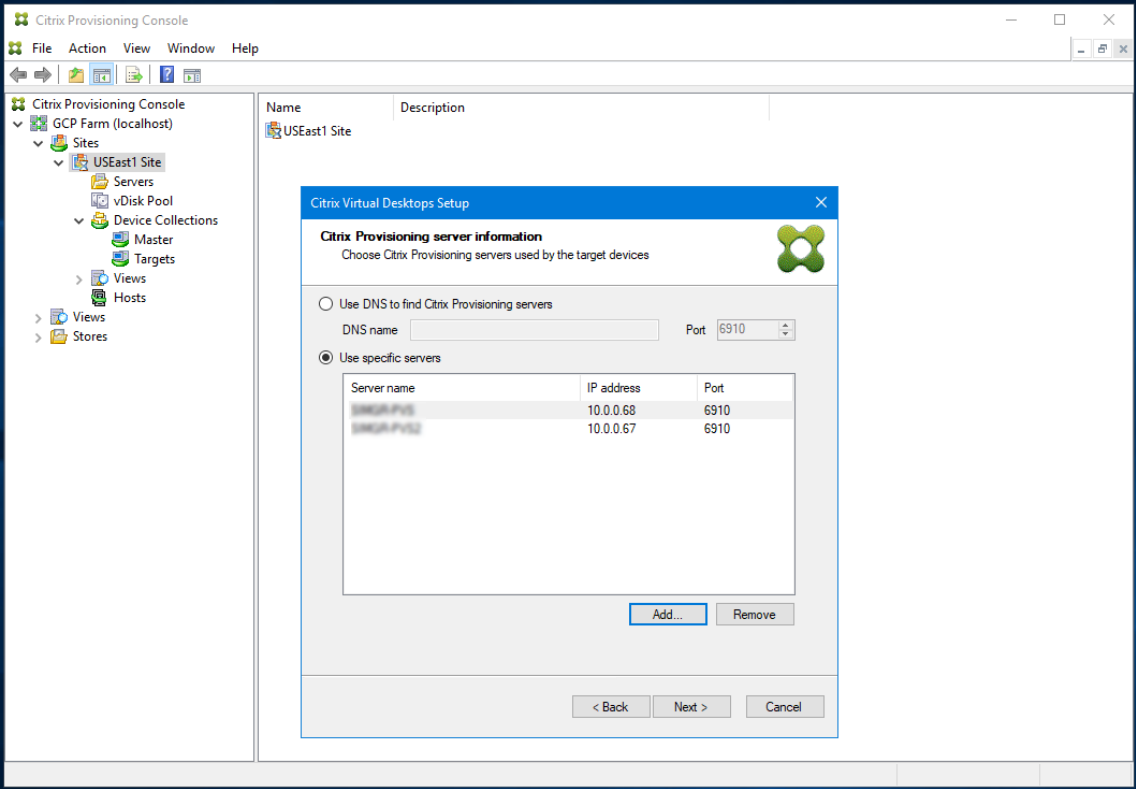 Citrix Provisioning Console
File Action View Window Help
Citrix Provisioning Console
GCP Farm (localhost)
Sites
USEast1 Site
Servers
vDisk Pool
Device Collections
Master
Targets
Views
Hosts
Views
Stores
Name Description
USEast1 Site
Citrix Virtual Desktops Setup
Citrix Provisioning server information
Choose Citrix Provisioning servers used by the target devices
Use DNS to find Citrix Provisioning servers
DNS name Port 6910
Use specific servers
Server name IP address Port
10.0.0.68 6910
10.0.0.67 6910
Add... Remove
< Back Next > Cancel